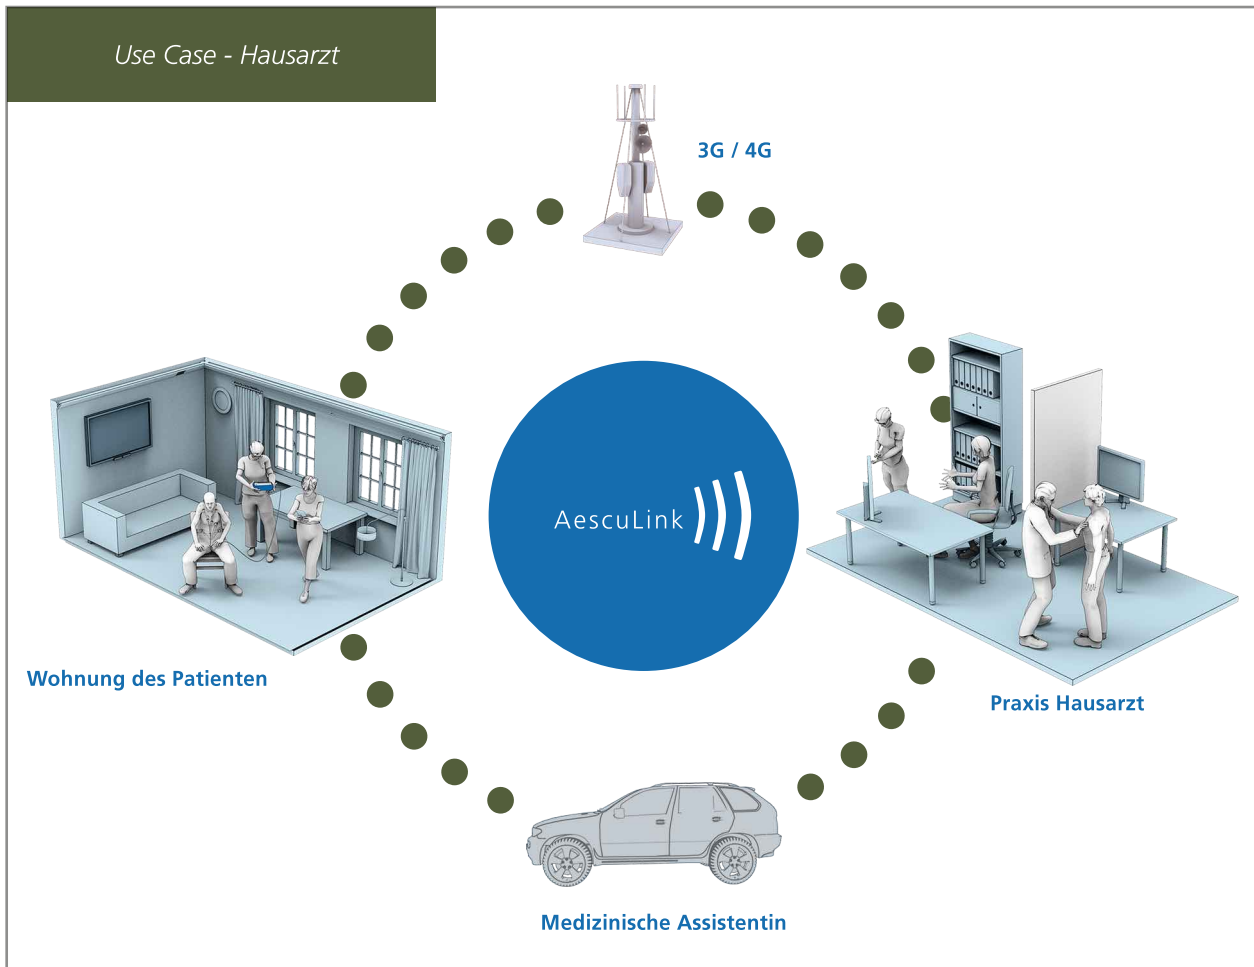 Use Case - Hausarzt
3G / 4G
AescuLink
Wohnung des Patienten
Praxis Hausarzt
Medizinische Assistentin